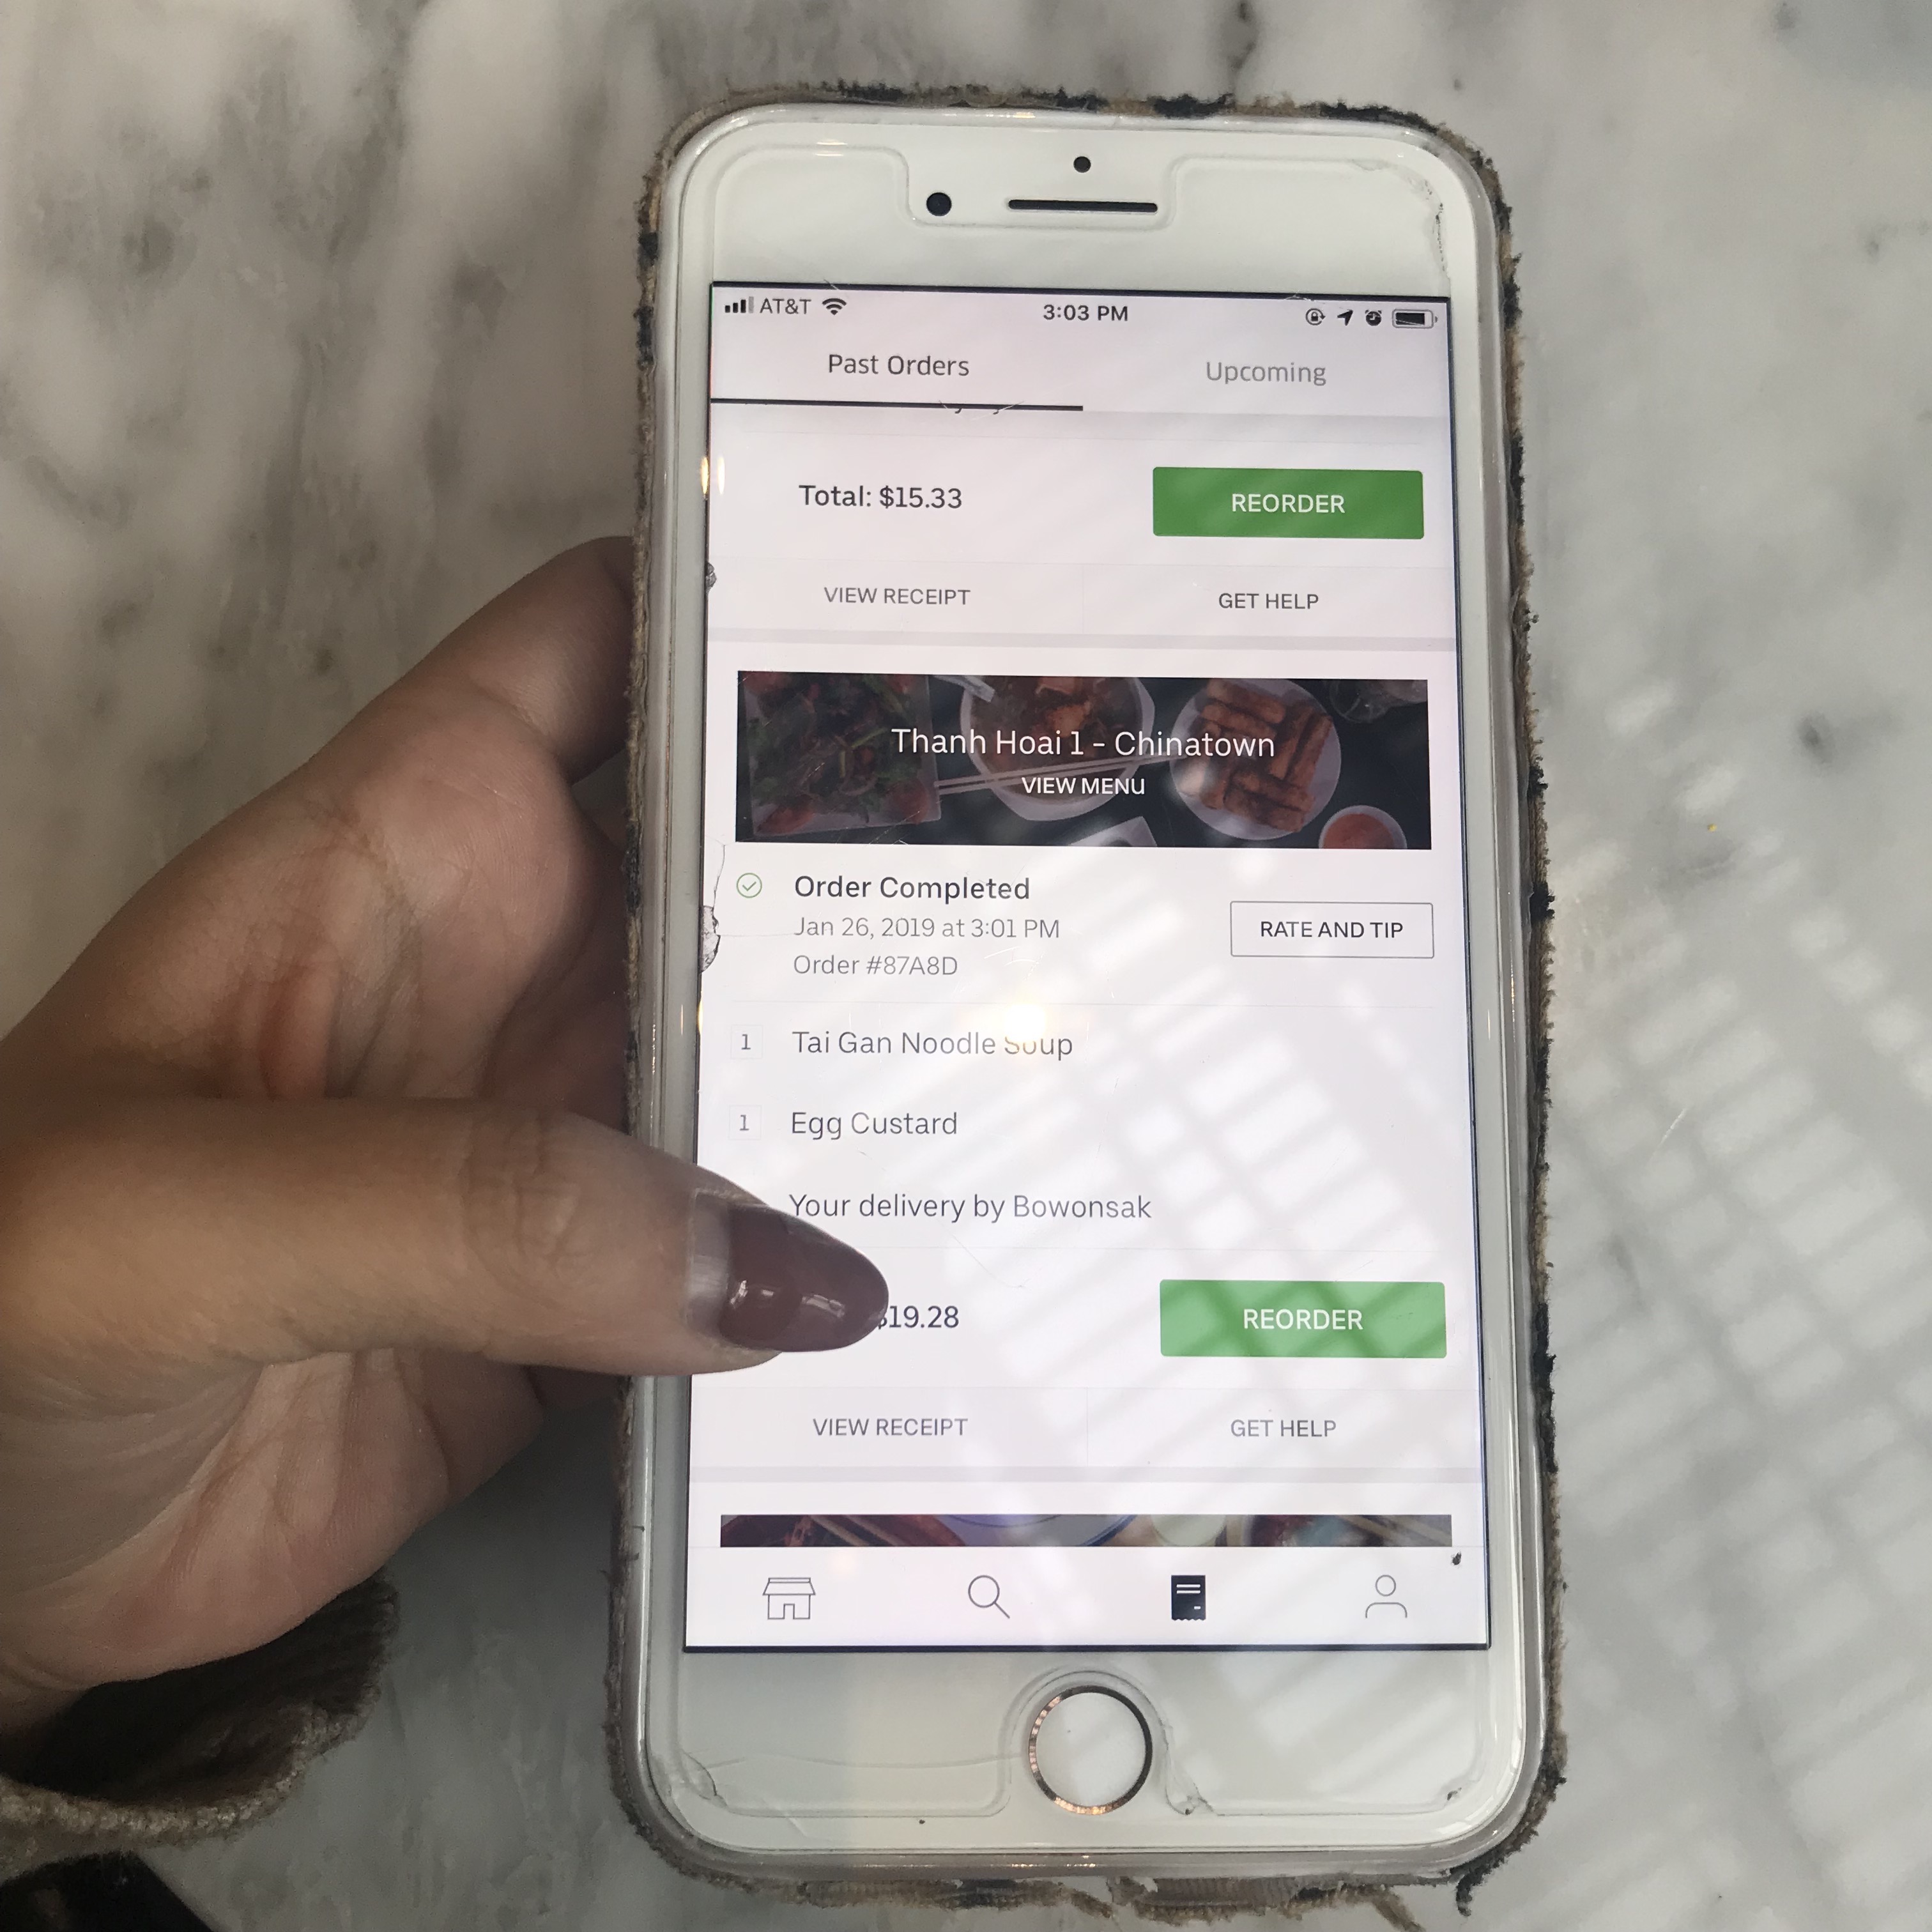 AT&T
3:03 PM
Past Orders
Upcoming
Total: $15.33
REORDER
VIEW RECEIPT
GET HELP
Thanh Hoai 1 - Chinatown
VIEW MENU
Order Completed
Jan 26, 2019 at 3:01 PM
Order #87A8D
RATE AND TIP
1 Tai Gan Noodle Soup
1 Egg Custard
Your delivery by Bowonsak
$19.28
REORDER
VIEW RECEIPT
GET HELP